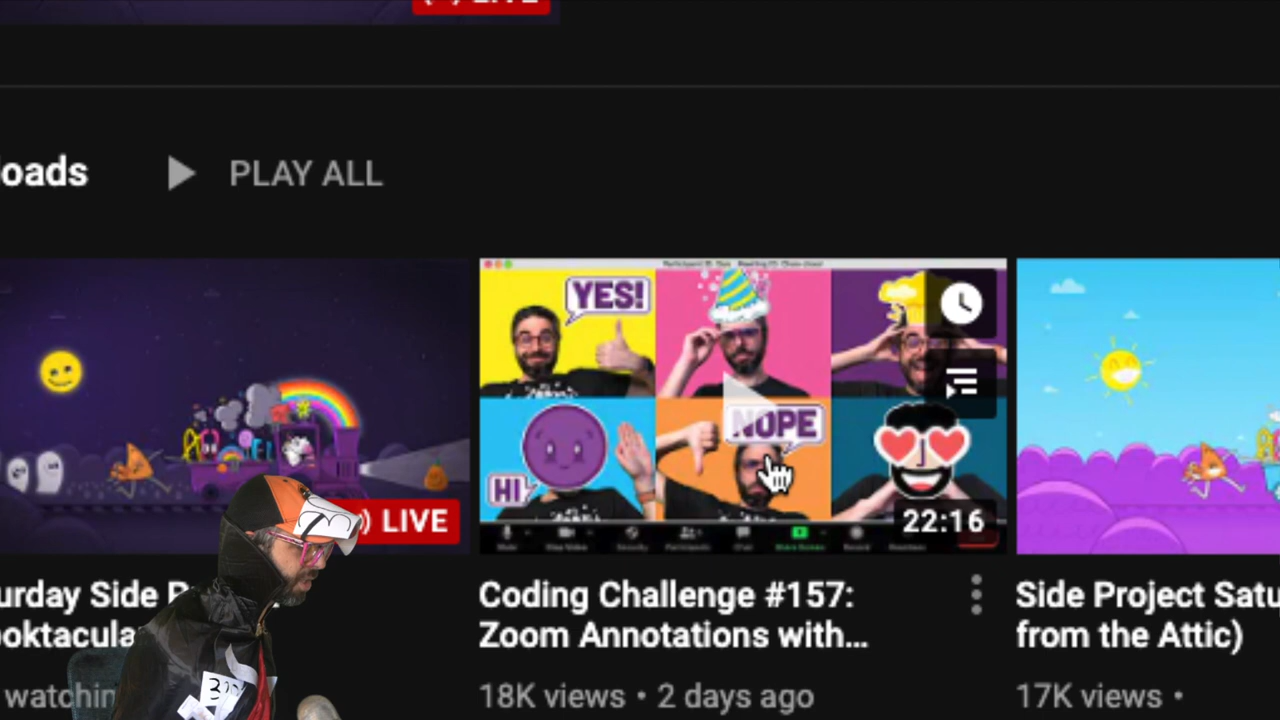 LIVE
oads
PLAY ALL
YES!
NOPE
HI
22:16
LIVE
Coding Challenge #157:
Zoom Annotations with...
18K views • 2 days ago
urday Side P
ooktacula
watchin
Side Project Satu
from the Attic)
17K views •